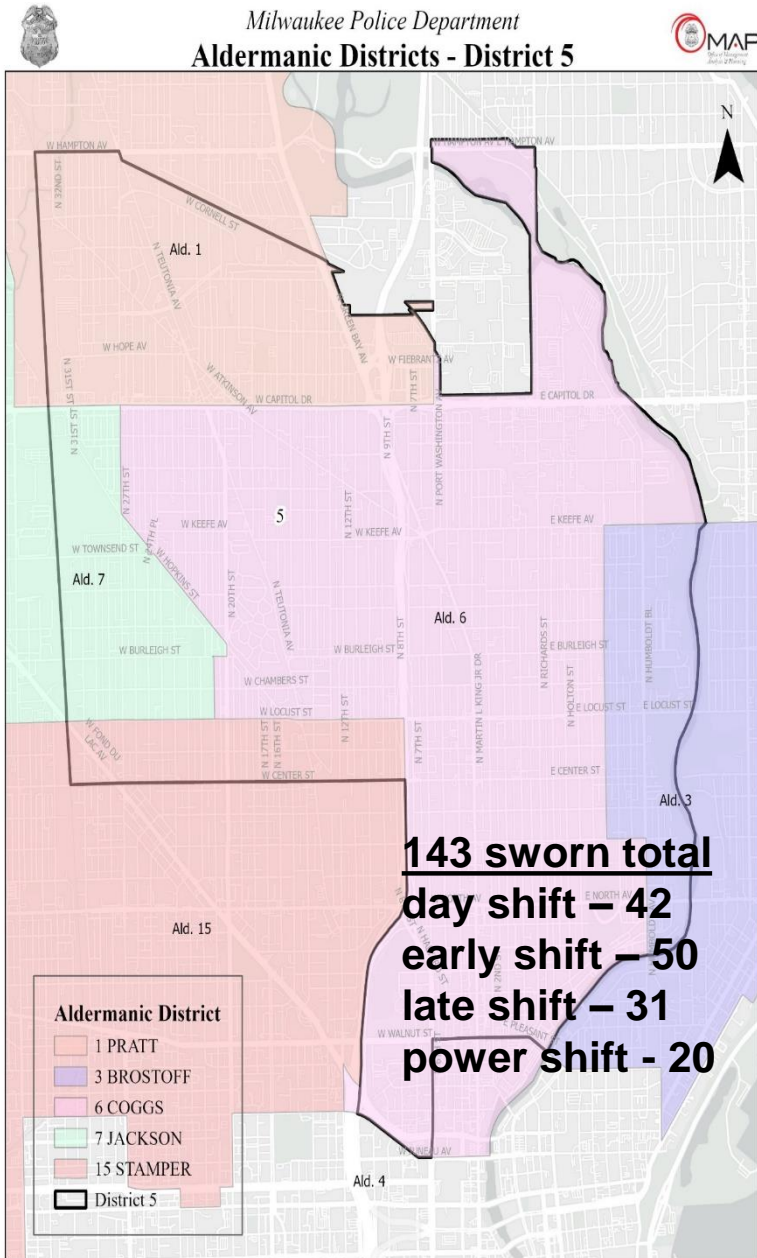 Milwaukee Police Department
Aldermanic Districts - District 5
OMAP
N
W HAMPTON AV
N 32ND ST
W CORNELL ST
Ald. 1
N TEUTONIA AV
W HOPE AV
W FIEBRANTZ AV
W ATKINSON AV
N 7TH ST
W CAPITOL DR
E CAPITOL DR
N 31ST ST
N 31ST ST
N 9TH ST
N 27TH ST
5
N 12TH ST
W KEEFE AV
W KEEFE AV
E KEEFE AV
W TOWNSEND ST
W HOPKINS ST
Ald. 7
N 20TH ST
N TEUTONIA AV
Ald. 6
N 8TH ST
W BURLEIGH ST
W BURLEIGH ST
E BURLEIGH ST
N MARTIN L KING JR DR
N RICHARDS ST
N HOLTON ST
N HUMBOLDT BL
W CHAMBERS ST
W LOCUST ST
E LOCUST ST
E LOCUST ST
N 17TH ST
N 16TH ST
N 12TH ST
N 7TH ST
W FOND DU
LAC AV
W CENTER ST
E CENTER ST
Ald. 3
143 sworn total
day shift – 42
E NORTH AV
early shift – 50
Ald. 15
late shift – 31
W WALNUT ST
power shift - 20
Aldermanic District
1 PRATT
3 BROSTOFF
6 COGGS
7 JACKSON
15 STAMPER
District 5
Ald. 4